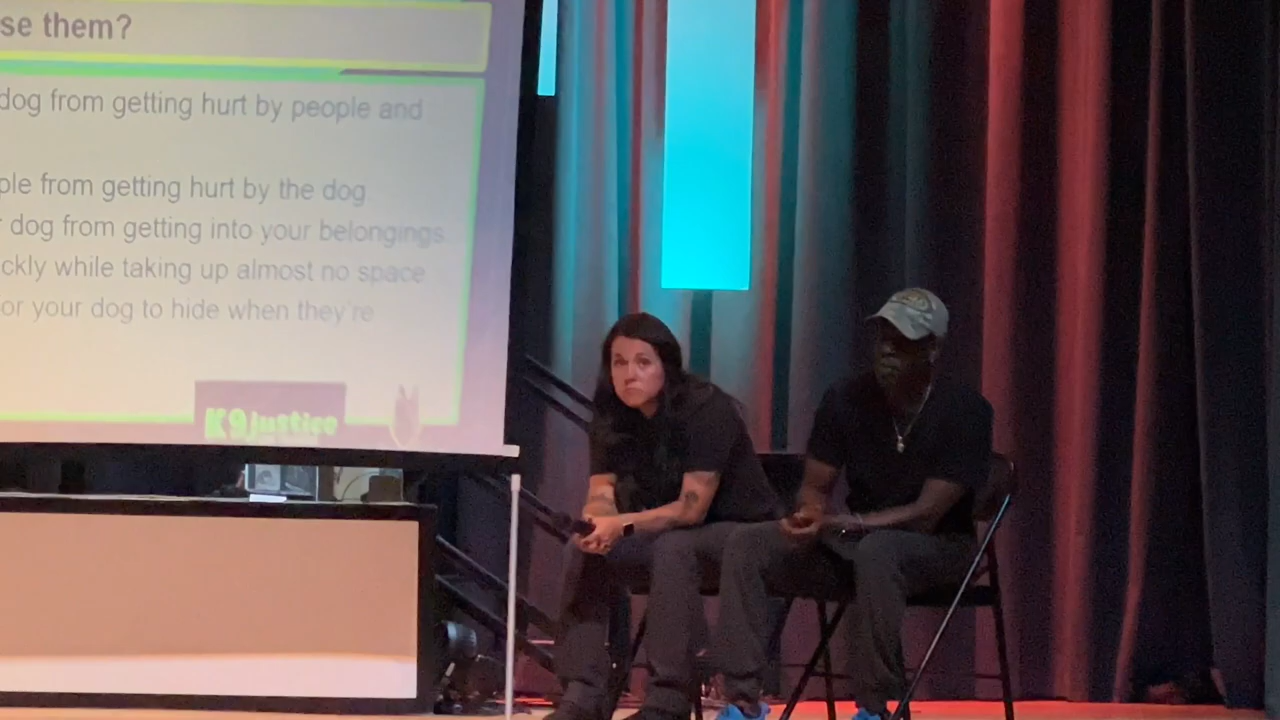 se them?
dog from getting hurt by people and
ple from getting hurt by the dog
r dog from getting into your belongings
ckly while taking up almost no space
or your dog to hide when they're
K9Justice